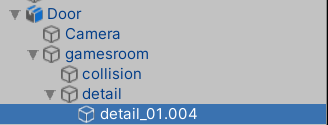 Door
Camera
gamesroom
collision
detail
detail_01.004